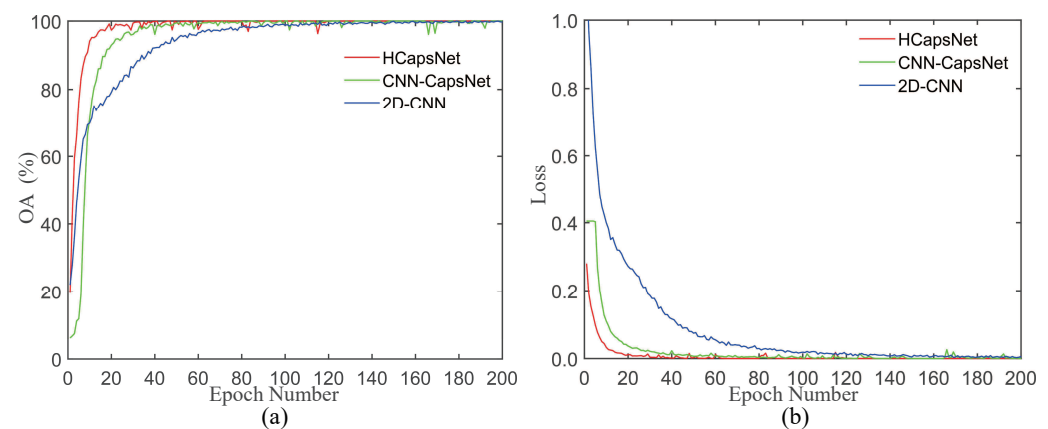 100
80
60
40
20
0
OA (%)
HCapsNet
CNN-CapsNet
2D-CNN
0 20 40 60 80 100 120 140 160 180 200
Epoch Number
(a)
1.0
0.8
0.6
0.4
0.2
0.0
Loss
HCapsNet
CNN-CapsNet
2D-CNN
0 20 40 60 80 100 120 140 160 180 200
Epoch Number
(b)